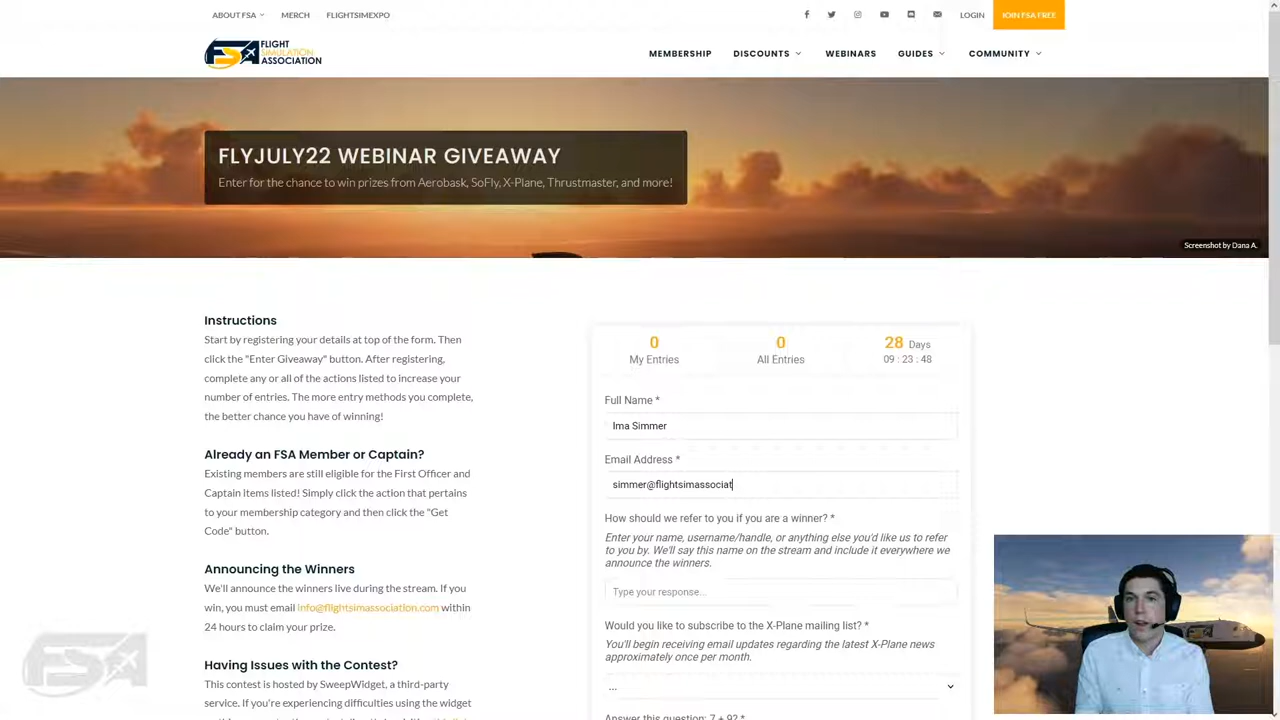 ABOUT FSA MERCH FLIGHTSIMEXPO LOGIN JOIN FSA FREE
FLIGHT
SIMULATION
ASSOCIATION
MEMBERSHIP DISCOUNTS WEBINARS GUIDES COMMUNITY
FLYJULY22 WEBINAR GIVEAWAY
Enter for the chance to win prizes from Aerobask, SoFly, X-Plane, Thrustmaster, and more!
Screenshot by Dana A.
Instructions
Start by registering your details at top of the form. Then
click the "Enter Giveaway" button. After registering,
complete any or all of the actions listed to increase your
number of entries. The more entry methods you complete,
the better chance you have of winning!
Already an FSA Member or Captain?
Existing members are still eligible for the First Officer and
Captain items listed! Simply click the action that pertains
to your membership category and then click the "Get
Code" button.
Announcing the Winners
We'll announce the winners live during the stream. If you
win, you must email info@flightsimassociation.com within
24 hours to claim your prize.
Having Issues with the Contest?
This contest is hosted by SweepWidget, a third-party
service. If you're experiencing difficulties using the widget
0 0 28 Days
My Entries All Entries 09 : 23 : 48
Full Name *
Ima Simmer
Email Address *
simmer@flightsimassociat
How should we refer to you if you are a winner? *
Enter your name, username/handle, or anything else you'd like us to refer
to you by. We'll say this name on the stream and include it everywhere we
announce the winners.
Type your response...
Would you like to subscribe to the X-Plane mailing list? *
You'll begin receiving email updates regarding the latest X-Plane news
approximately once per month.
...
Answer this question: 7 + 9? *
FSA